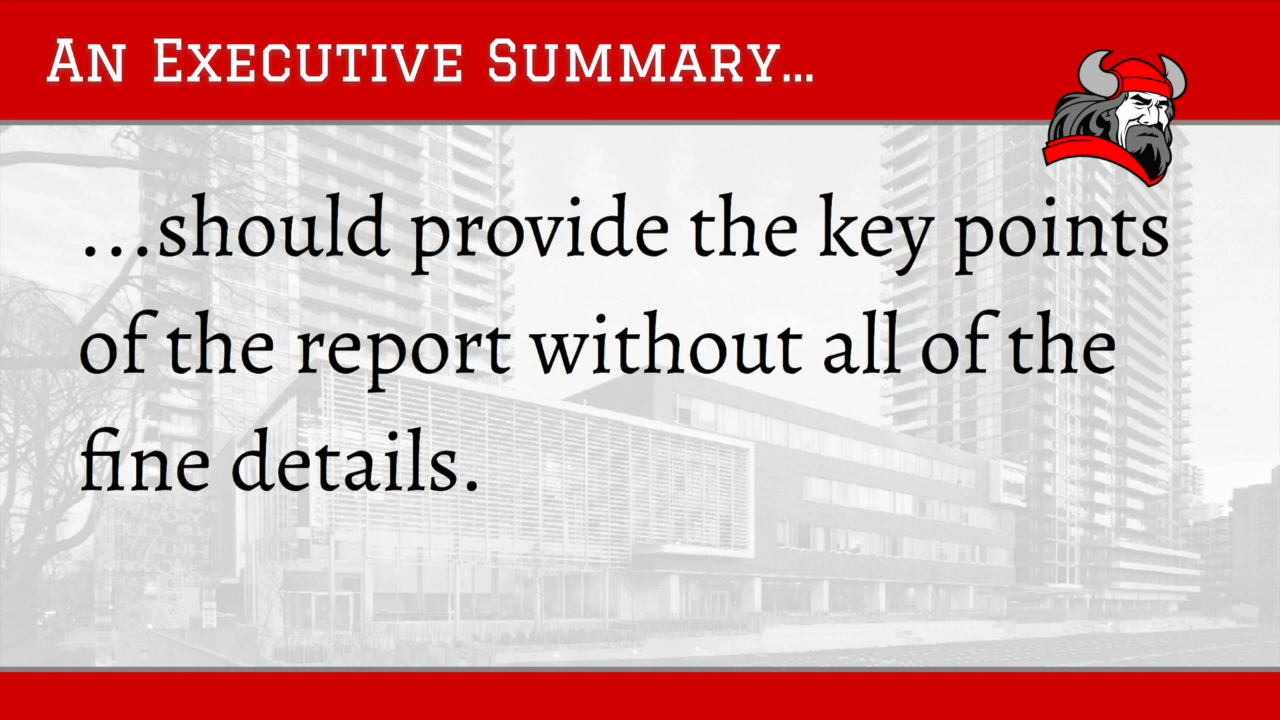 An Executive Summary...
...should provide the key points
of the report without all of the
fine details.